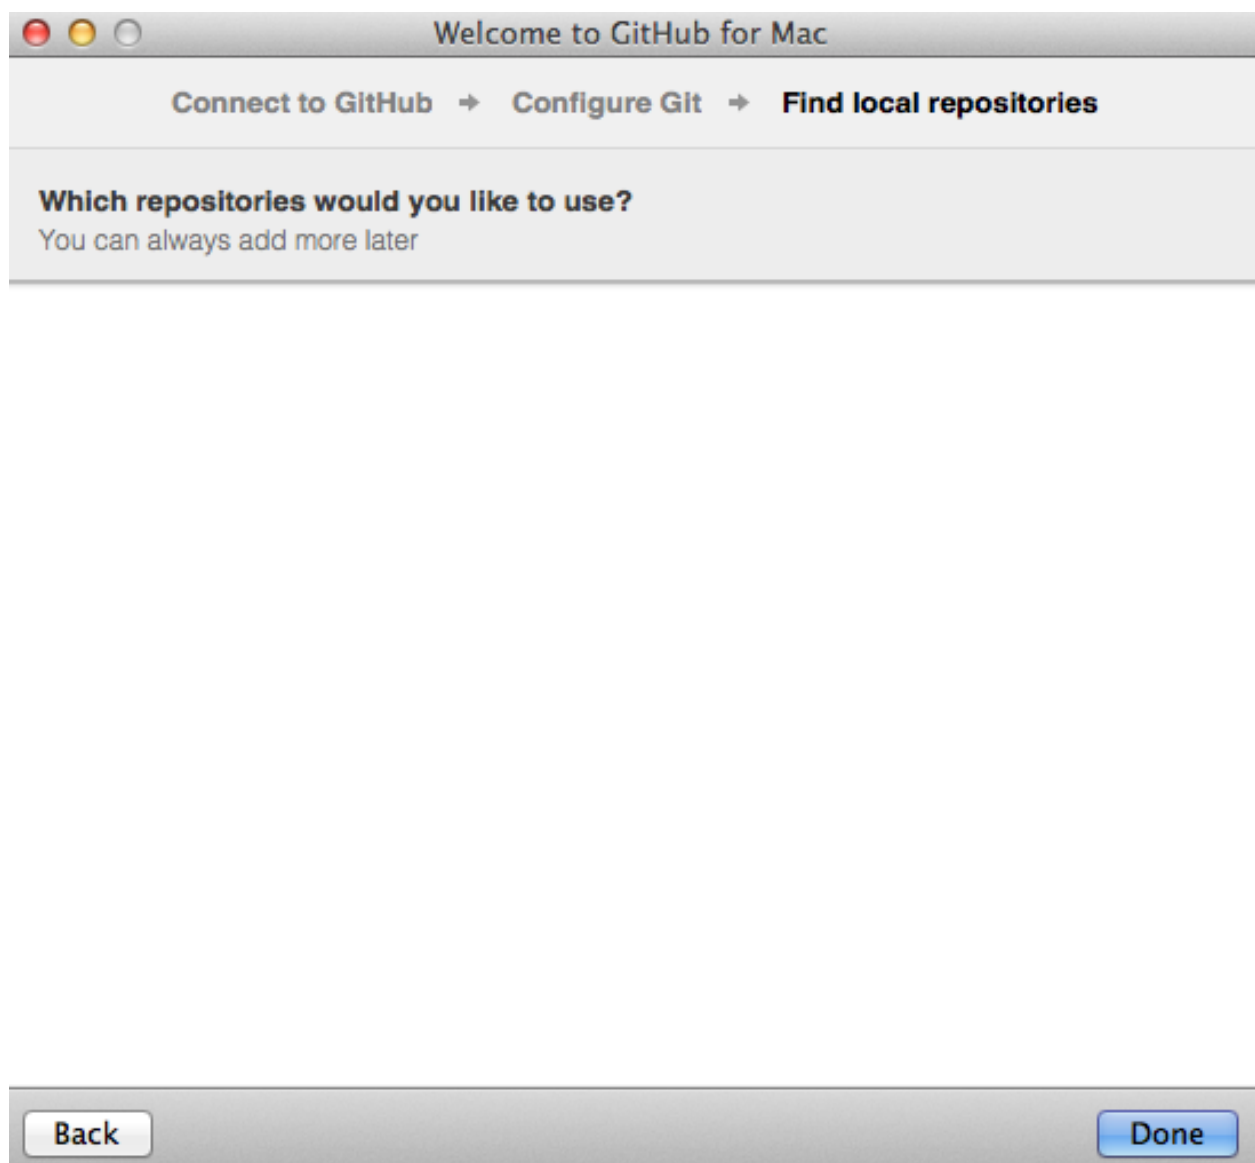 Welcome to GitHub for Mac
Connect to GitHub ➔ Configure Git ➔ Find local repositories
Which repositories would you like to use?
You can always add more later
Back Done